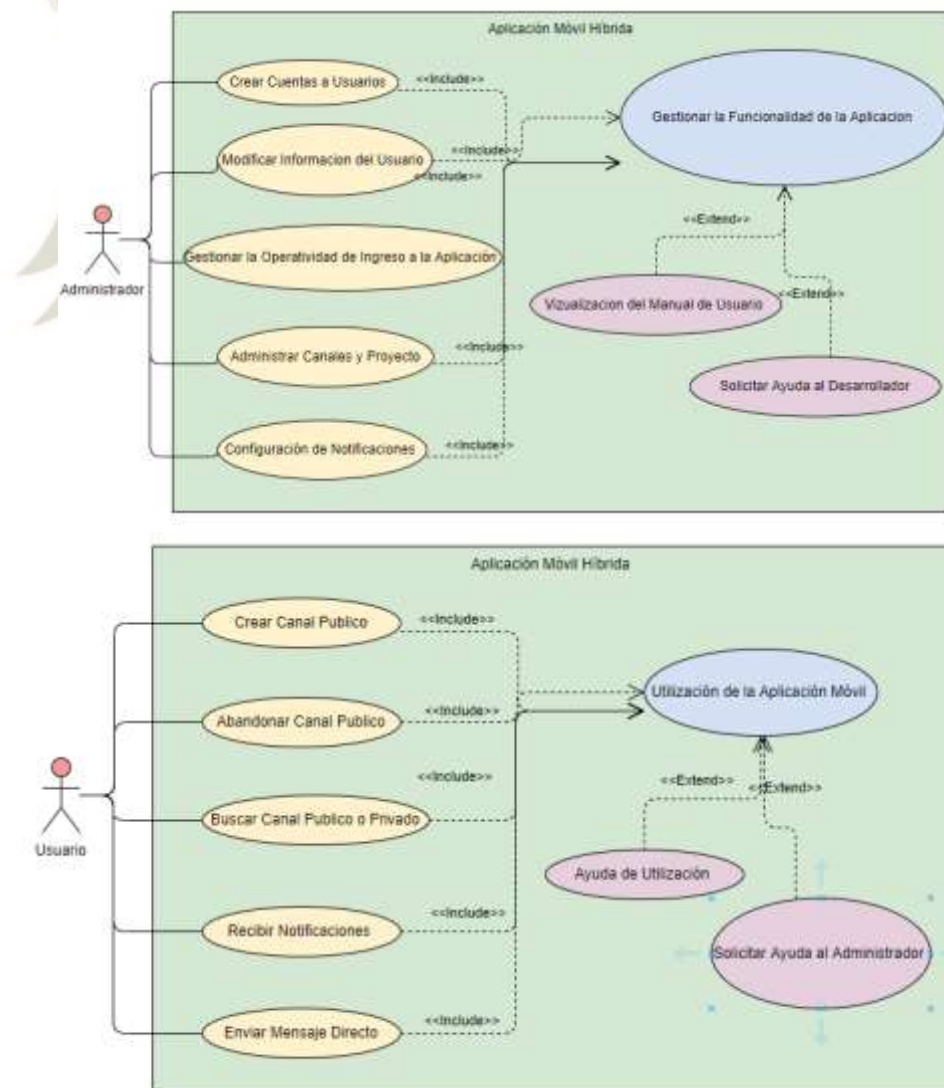 Aplicación Móvil Híbrida
Crear Cuentas a Usuarios
<<Include>>
Gestionar la Funcionalidad de la Aplicacion
Modificar Informacion del Usuario
<<Include>>
<<Include>>
<<Extend>>
Administrador
Gestionar la Operatividad de Ingreso a la Aplicación
Vizualizacion del Manual de Usuario
<<Extend>>
Administrar Canales y Proyecto
<<Include>>
Solicitar Ayuda al Desarrollador
Configuración de Notificaciones
<<Include>>
Aplicación Móvil Híbrida
Crear Canal Publico
<<Include>>
Utilización de la Aplicación Móvil
Abandonar Canal Publico
<<Include>>
<<Include>>
<<Extend>>
<<Extend>>
Buscar Canal Publico o Privado
Usuario
Ayuda de Utilización
<<Include>>
Recibir Notificaciones
Solicitar Ayuda al Administrador
Enviar Mensaje Directo
<<Include>>